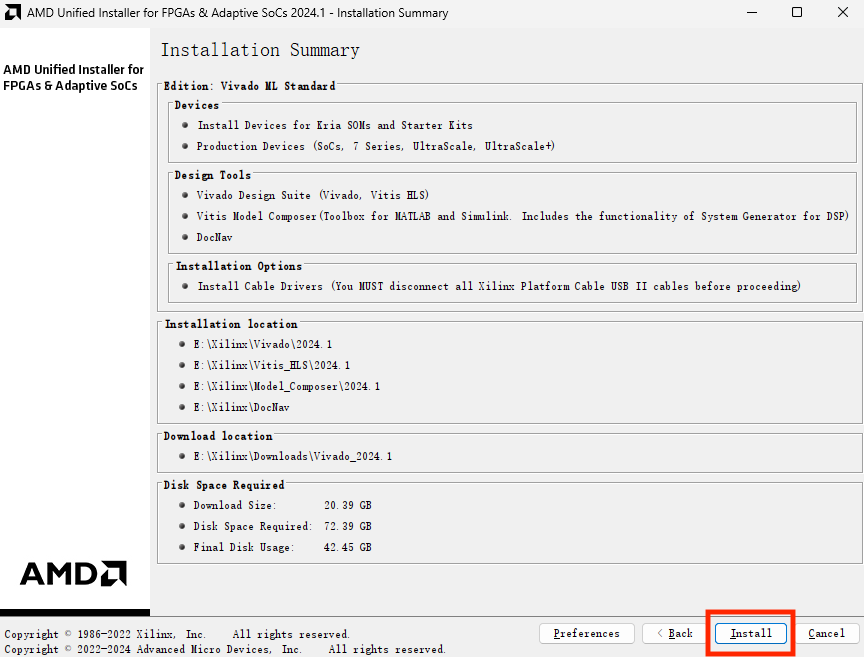 AMD Unified Installer for FPGAs & Adaptive SoCs 2024.1 - Installation Summary
AMD Unified Installer for
FPGAs & Adaptive SoCs
Installation Summary
Edition: Vivado ML Standard
Devices
Install Devices for Kria SOMs and Starter Kits
Production Devices (SoCs, 7 Series, UltraScale, UltraScale+)
Design Tools
Vivado Design Suite (Vivado, Vitis HLS)
Vitis Model Composer(Toolbox for MATLAB and Simulink. Includes the functionality of System Generator for DSP)
DocNav
Installation Options
Install Cable Drivers (You MUST disconnect all Xilinx Platform Cable USB II cables before proceeding)
Installation location
E:\Xilinx\Vivado\2024.1
E:\Xilinx\Vitis_HLS\2024.1
E:\Xilinx\Model_Composer\2024.1
E:\Xilinx\DocNav
Download location
E:\Xilinx\Downloads\Vivado_2024.1
Disk Space Required
Download Size: 20.39 GB
Disk Space Required: 72.39 GB
Final Disk Usage: 42.45 GB
AMD
Copyright © 1986-2022 Xilinx, Inc. All rights reserved.
Copyright © 2022-2024 Advanced Micro Devices, Inc. All rights reserved.
Preferences < Back Install Cancel